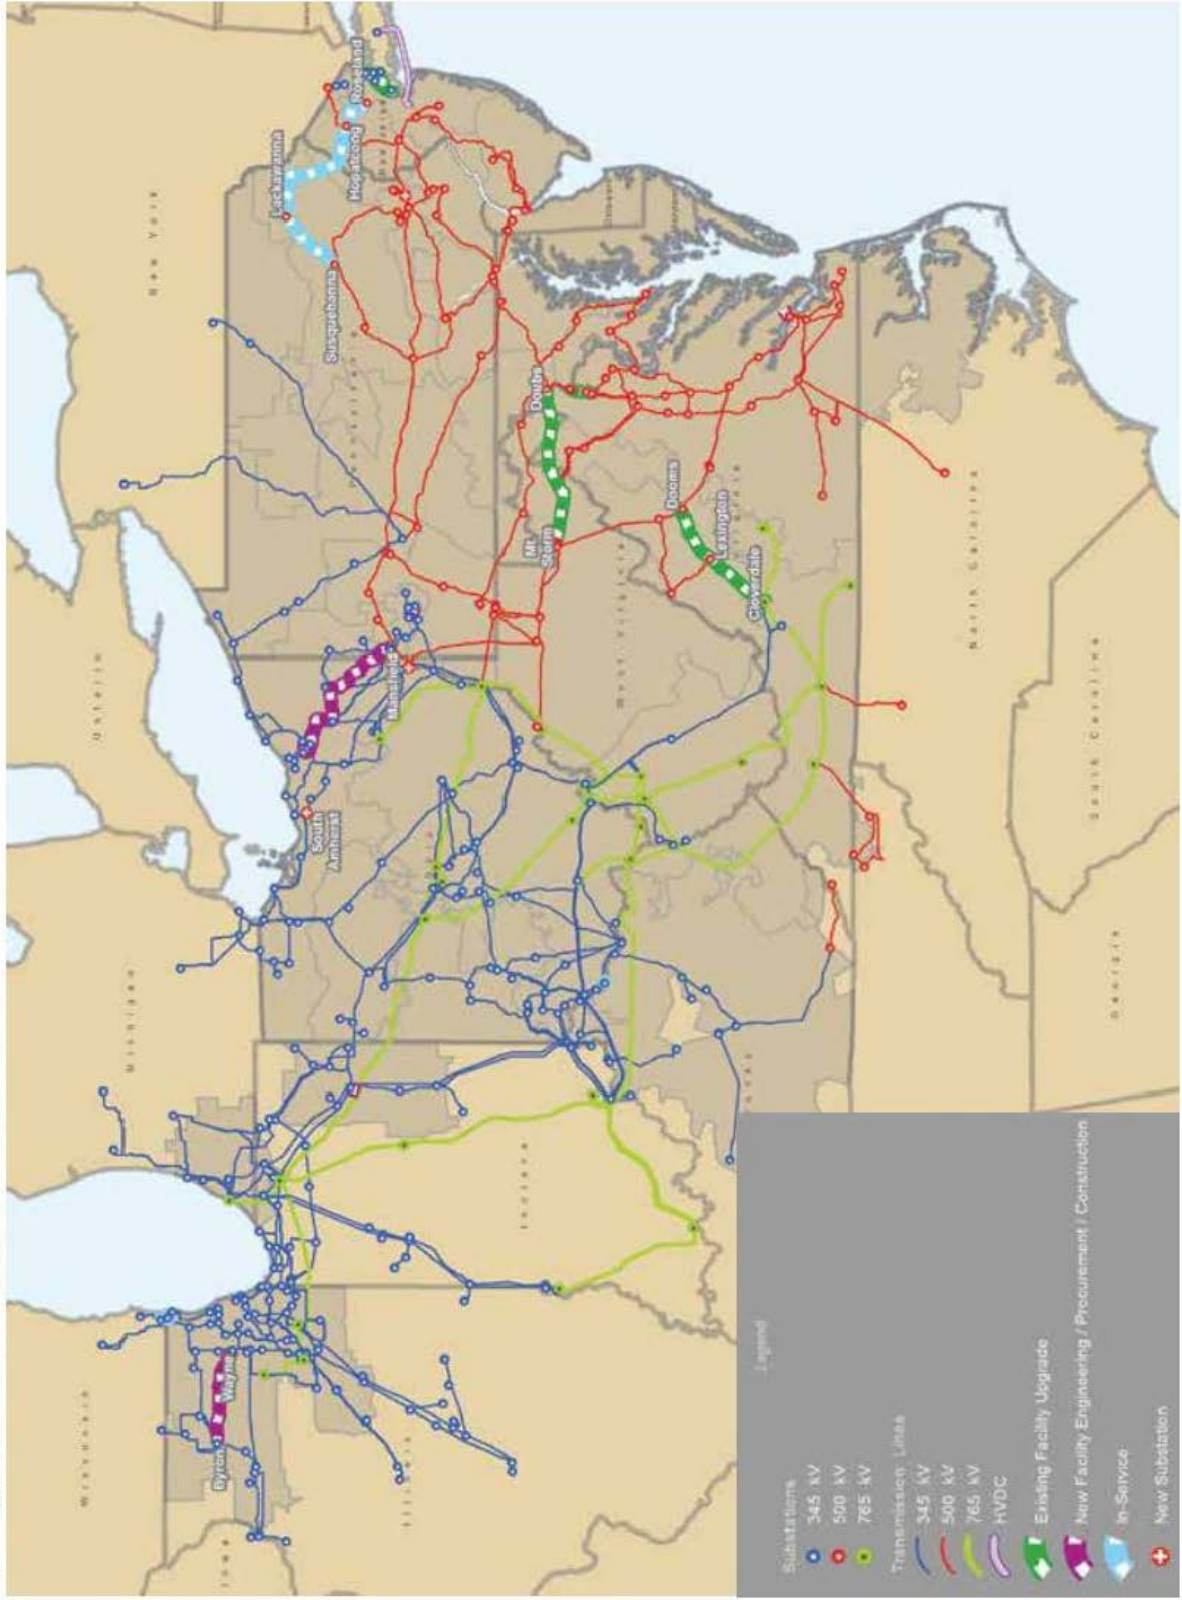 New York
Lackawanna
Roseland
Hopatcong
Susquehanna
Ontario
Michigan
Wisconsin
Mansfield
South
Amherst
Doubs
Mt.
Storm
Dooms
Lexington
Cloverdale
West Virginia
North Carolina
South Carolina
Georgia
Indiana
Byron
Wayne
Illinois
Iowa
Legend
Substations
345 kV
500 kV
765 kV
Transmission Lines
345 kV
500 kV
765 kV
HVDC
Existing Facility Upgrade
New Facility Engineering / Procurement / Construction
In-Service
New Substation